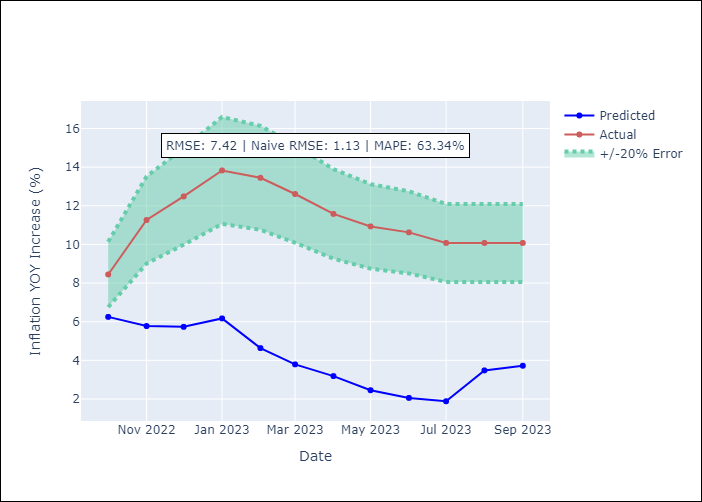 Predicted
Actual
+/-20% Error
RMSE: 7.42 | Naive RMSE: 1.13 | MAPE: 63.34%
Inflation YOY Increase (%)
16
14
12
10
8
6
4
2
Nov 2022 Jan 2023 Mar 2023 May 2023 Jul 2023 Sep 2023
Date